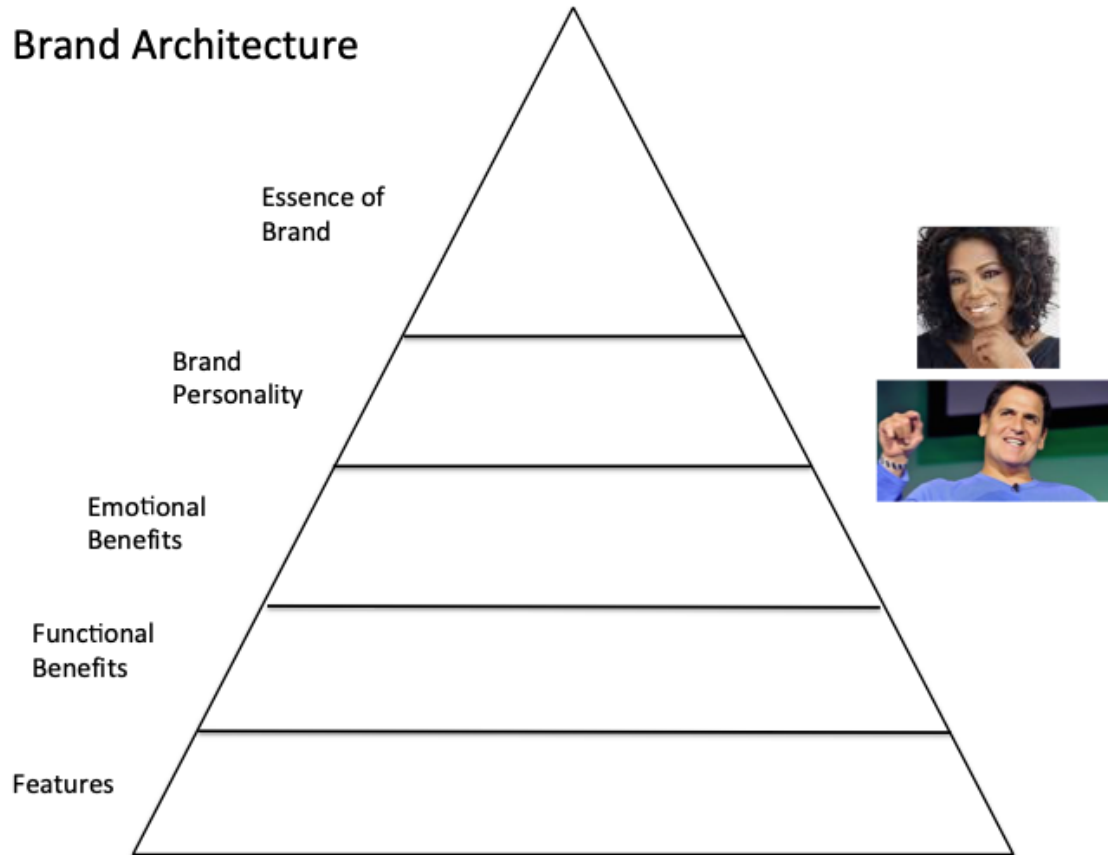 Brand Architecture
Essence of
Brand
Brand
Personality
Emotional
Benefits
Functional
Benefits
Features